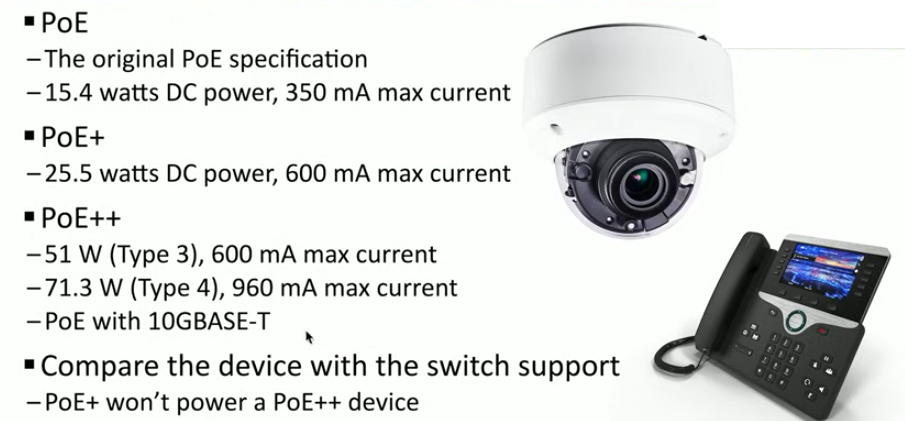 ▪ PoE
– The original PoE specification
– 15.4 watts DC power, 350 mA max current
▪ PoE+
– 25.5 watts DC power, 600 mA max current
▪ PoE++
– 51 W (Type 3), 600 mA max current
– 71.3 W (Type 4), 960 mA max current
– PoE with 10GBASE-T
▪ Compare the device with the switch support
– PoE+ won’t power a PoE++ device